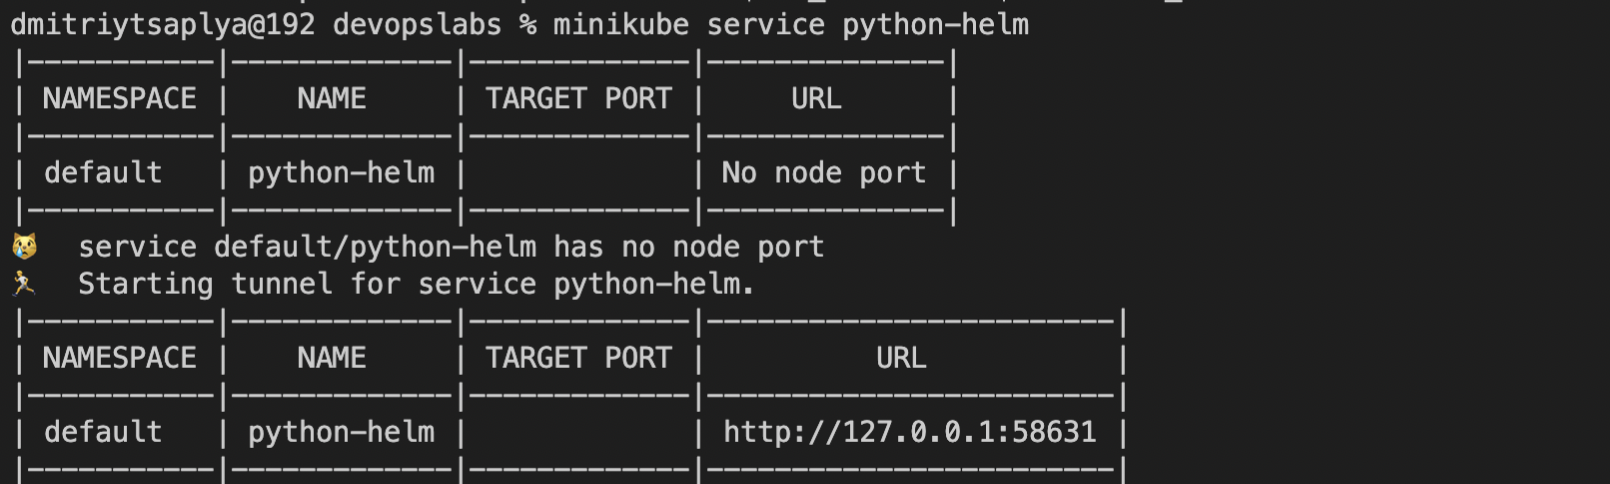 dmitriytsaplya@192 devopslabs % minikube service python-helm
|-----------|-------------|-------------|--------------|
| NAMESPACE |    NAME     | TARGET PORT |     URL      |
|-----------|-------------|-------------|--------------|
| default   | python-helm |             | No node port |
|-----------|-------------|-------------|--------------|
😿  service default/python-helm has no node port
🏃  Starting tunnel for service python-helm.
|-----------|-------------|-------------|------------------------|
| NAMESPACE |    NAME     | TARGET PORT |          URL           |
|-----------|-------------|-------------|------------------------|
| default   | python-helm |             | http://127.0.0.1:58631 |
|-----------|-------------|-------------|------------------------|